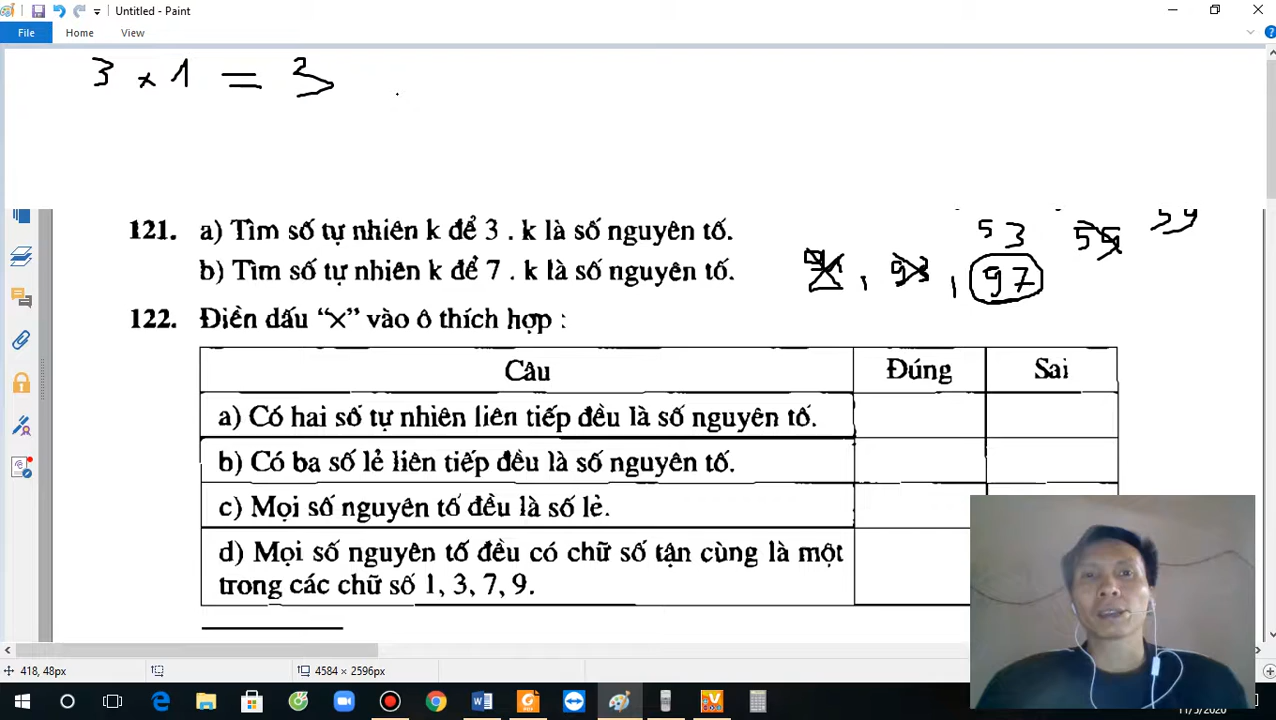 Untitled - Paint
File Home View
3 x 1 = 3
121. a) Tìm số tự nhiên k để 3 . k là số nguyên tố.
b) Tìm số tự nhiên k để 7 . k là số nguyên tố.
53
97
122. Điền dấu “X” vào ô thích hợp :
Câu Đúng Sai
a) Có hai số tự nhiên liên tiếp đều là số nguyên tố.
b) Có ba số lẻ liên tiếp đều là số nguyên tố.
c) Mọi số nguyên tố đều là số lẻ.
d) Mọi số nguyên tố đều có chữ số tận cùng là một
trong các chữ số 1, 3, 7, 9.
418, 48px 4584 × 2596px